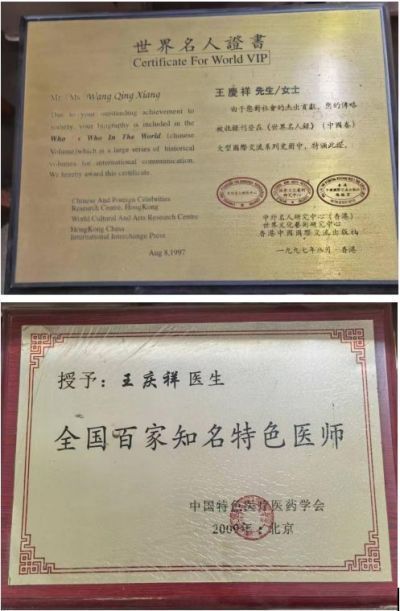 世界名人證書
Certificate For World VIP
Mr. / Ms. Wang Qing Xiang
Due to your outstanding achievement to
society, your biography is included in the
Who Who In The World (chinese
Volume)which is a large series of historical
volumes for international communication.
We hereby award this certificate.
Chinese And Foreign Celebrities
Research Centre, HongKong
World Cultural And Arts Research Centre
HongKong China
International Interchange Press
Aug 8,1997
王慶祥 先生/女士
由于您對社會的杰出貢獻，您的傳略
被收錄刊登在《世界名人錄》（中國卷）
大型國際交流系列史册中，特頒此證。
中外名人研究中心（香港）
世界文化藝術研究中心
香港中國國際交流出版社
一九九七年八月·香港
授予：王庆祥医生
全国百家知名特色医师
中国特色医疗医药学会
2009年·北京